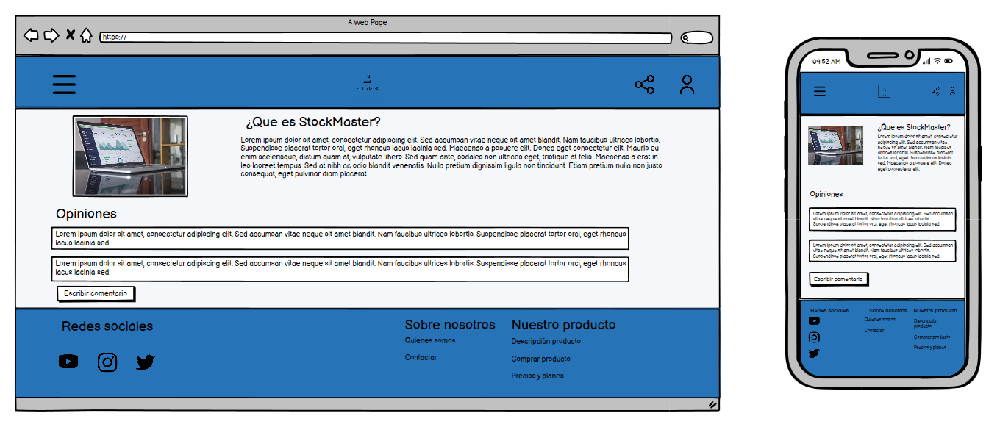 A Web Page
https://
¿Que es StockMaster?
Lorem ipsum dolor sit amet, consectetur adipiscing elit. Sed accumsan vitae neque sit amet blandit. Nam faucibus ultrices lobortis.
Suspendisse placerat tortor orci, eget rhoncus lacus lacinia sed. Maecenas a posuere elit. Donec eget consectetur elit. Mauris eu
enim scelerisque, dictum quam at, vulputate libero. Sed quam ante, sodales non ultrices eget, tristique at felis. Maecenas a erat in
leo laoreet tempus. Sed at nibh ac odio blandit venenatis. Nulla pretium dignissim ligula non tincidunt. Etiam pretium nulla non justo
consequat, eget pulvinar diam placerat.
Opiniones
Lorem ipsum dolor sit amet, consectetur adipiscing elit. Sed accumsan vitae neque sit amet blandit. Nam faucibus ultrices lobortis. Suspendisse placerat tortor orci, eget rhoncus
lacus lacinia sed.
Lorem ipsum dolor sit amet, consectetur adipiscing elit. Sed accumsan vitae neque sit amet blandit. Nam faucibus ultrices lobortis. Suspendisse placerat tortor orci, eget rhoncus
lacus lacinia sed.
Escribir comentario
Redes sociales
Sobre nosotros
Quienes somos
Contactar
Nuestro producto
Descripción producto
Comprar producto
Precios y planes
09:52 AM
¿Que es StockMaster?
Lorem ipsum dolor sit amet, consectetur
adipiscing elit. Sed accumsan vitae
neque sit amet blandit. Nam faucibus
ultrices lobortis. Suspendisse placerat
tortor orci, eget rhoncus lacus lacinia
sed. Maecenas a posuere elit. Donec
eget consectetur elit.
Opiniones
Lorem ipsum dolor sit amet, consectetur adipiscing elit. Sed accumsan
vitae neque sit amet blandit. Nam faucibus ultrices lobortis.
Suspendisse placerat tortor orci, eget rhoncus lacus lacinia sed.
Lorem ipsum dolor sit amet, consectetur adipiscing elit. Sed accumsan
vitae neque sit amet blandit. Nam faucibus ultrices lobortis.
Suspendisse placerat tortor orci, eget rhoncus lacus lacinia sed.
Escribir comentario
Redes sociales
Sobre nosotros
Quienes somos
Contactar
Nuestro producto
Descripción
producto
Comprar producto
Precios y planes